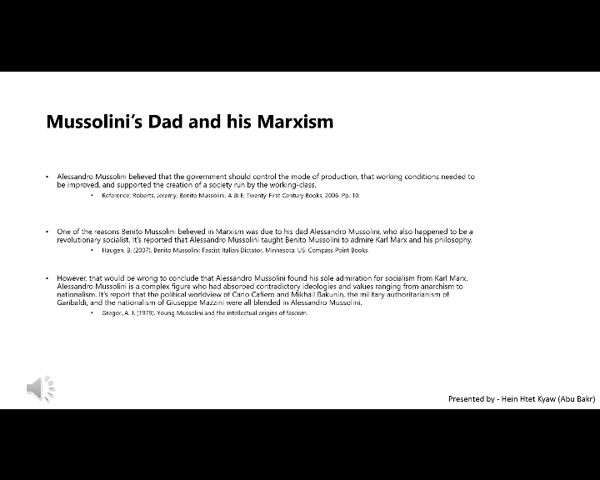 Mussolini's Dad and his Marxism
• Alessandro Mussolini believed that the government should control the mode of production, that working conditions needed to
be improved, and supported the creation of a society run by the working-class.
• Reference: Roberts, Jeremy. Benito Mussolini. A & E; Twenty-First Century Books, 2006. Pp. 10.
• One of the reasons Benito Mussolini believed in Marxism was due to his dad Alessandro Mussolini, who also happened to be a
revolutionary socialist. It's reported that Alessandro Mussolini taught Benito Mussolini to admire Karl Marx and his philosophy.
• Haugen, B. (2007). Benito Mussolini: Fascist Italian Dictator. Minnesota: US: Compass Point Books.
• However, that would be wrong to conclude that Alessandro Mussolini found his sole admiration for socialism from Karl Marx.
Alessandro Mussolini is a complex figure who had absorbed contradictory ideologies and values ranging from anarchism to
nationalism. It's report that the political worldview of Carlo Cafiero and Mikhail Bakunin, the military authoritarianism of
Garibaldi, and the nationalism of Giuseppe Mazzini were all blended in Alessandro Mussolini.
• Gregor, A. J. (1979). Young Mussolini and the intellectual origins of fascism.
Presented by - Hein Htet Kyaw (Abu Bakr)